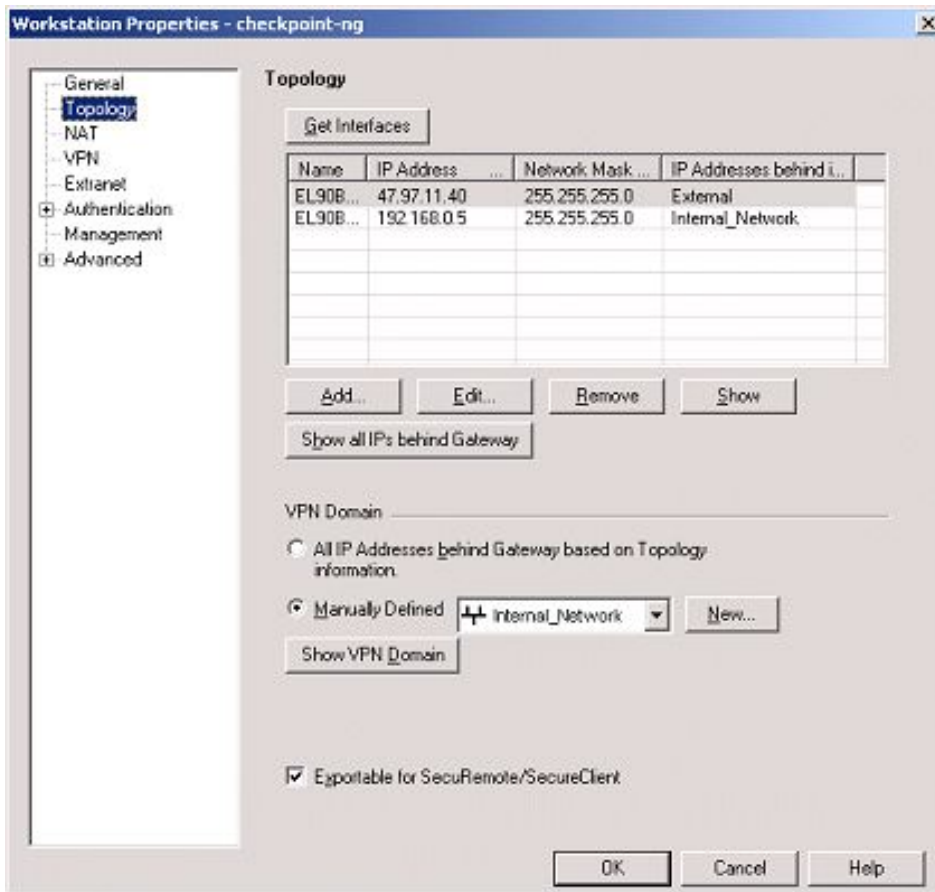 Workstation Properties - checkpoint-ng
General
Topology
NAT
VPN
Extranet
Authentication
Management
Advanced
Topology
Get Interfaces
Name IP Address ... Network Mask ... IP Addresses behind i...
EL90B... 47.97.11.40 255.255.255.0 External
EL90B... 192.168.0.5 255.255.255.0 Internal_Network
Add... Edit... Remove Show
Show all IPs behind Gateway
VPN Domain
All IP Addresses behind Gateway based on Topology
information.
Manually Defined Internal_Network New...
Show VPN Domain
Exportable for SecuRemote/SecureClient
OK Cancel Help